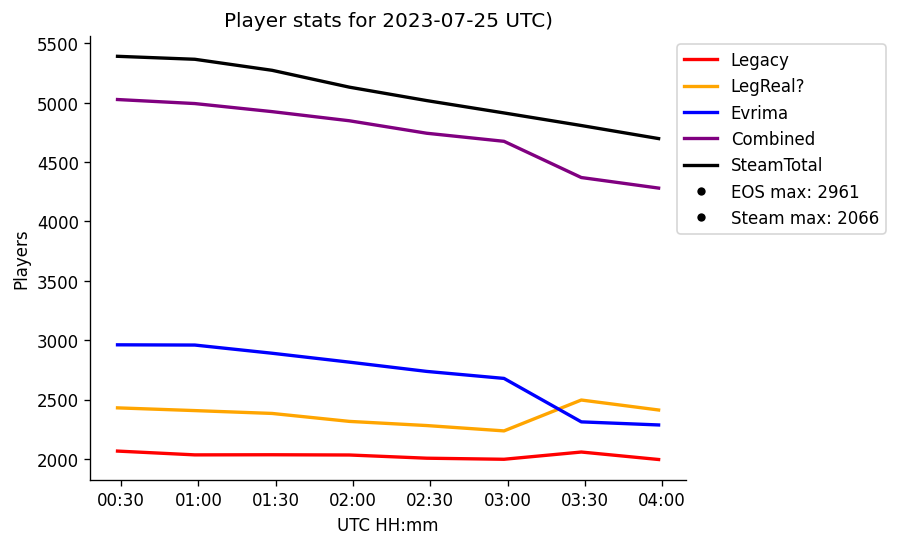 Player stats for 2023-07-25 UTC)
5500
5000
4500
4000
3500
3000
2500
2000
Players
00:30 01:00 01:30 02:00 02:30 03:00 03:30 04:00
UTC HH:mm
Legacy
LegReal?
Evrima
Combined
SteamTotal
EOS max: 2961
Steam max: 2066